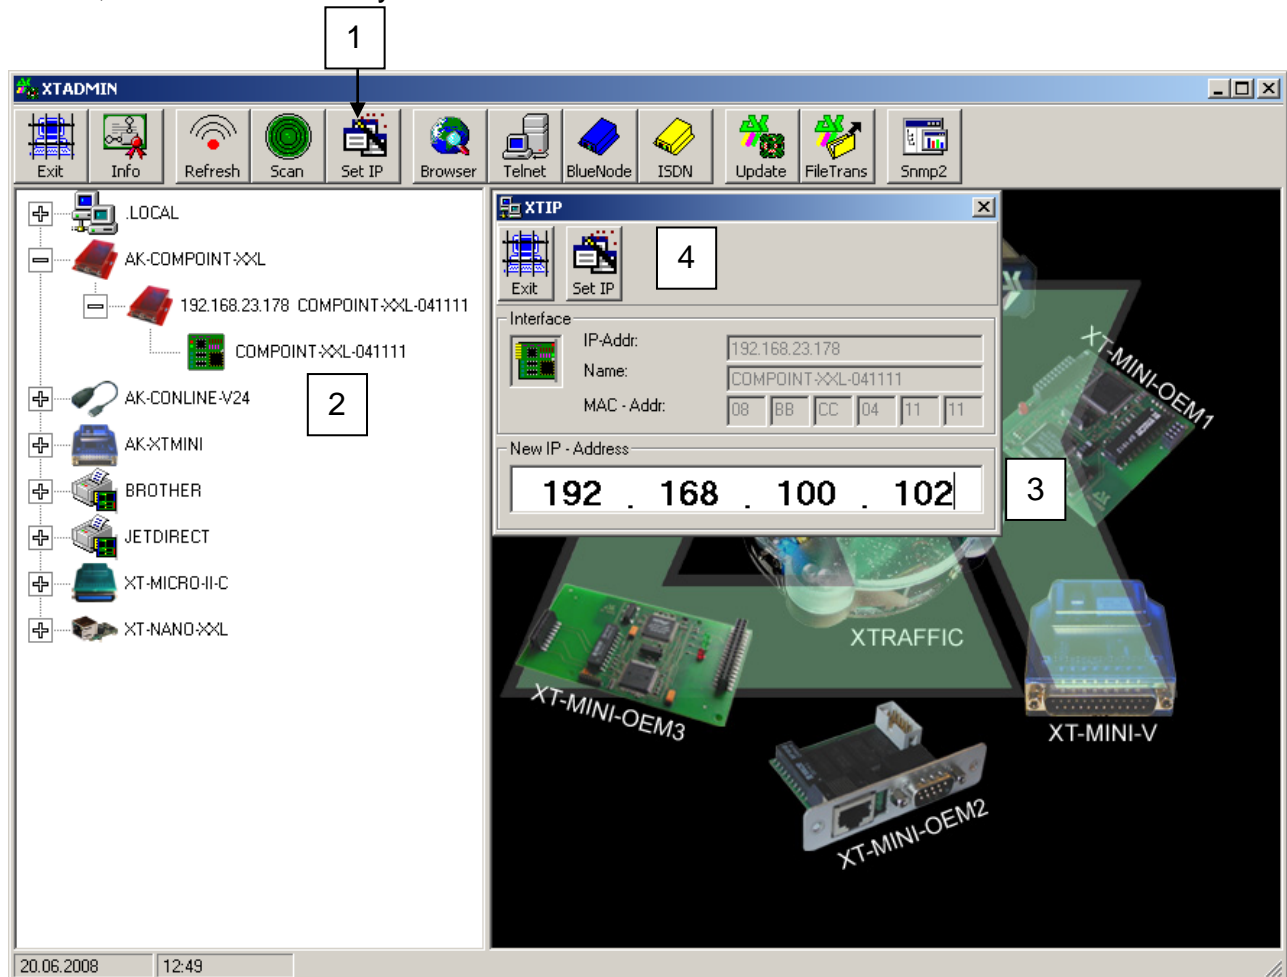 1
XTADMIN
Exit Info Refresh Scan Set IP Browser Telnet BlueNode ISDN Update FileTrans Snmp2
.LOCAL
AK-COMPOINT-XXL
192.168.23.178 COMPOINT-XXL-041111
COMPOINT-XXL-041111
2
AK-CONLINE-V24
AK-XTMINI
BROTHER
JETDIRECT
XT-MICRO-II-C
XT-NANO-XXL
XTIP
Exit Set IP
4
Interface
IP-Addr: 192.168.23.178
Name: COMPOINT-XXL-041111
MAC - Addr: 08 BB CC 04 11 11
New IP - Address
192 . 168 . 100 . 102
3
XT-MINI-OEM1
XTRAFFIC
XT-MINI-OEM3
XT-MINI-V
XT-MINI-OEM2
20.06.2008 12:49